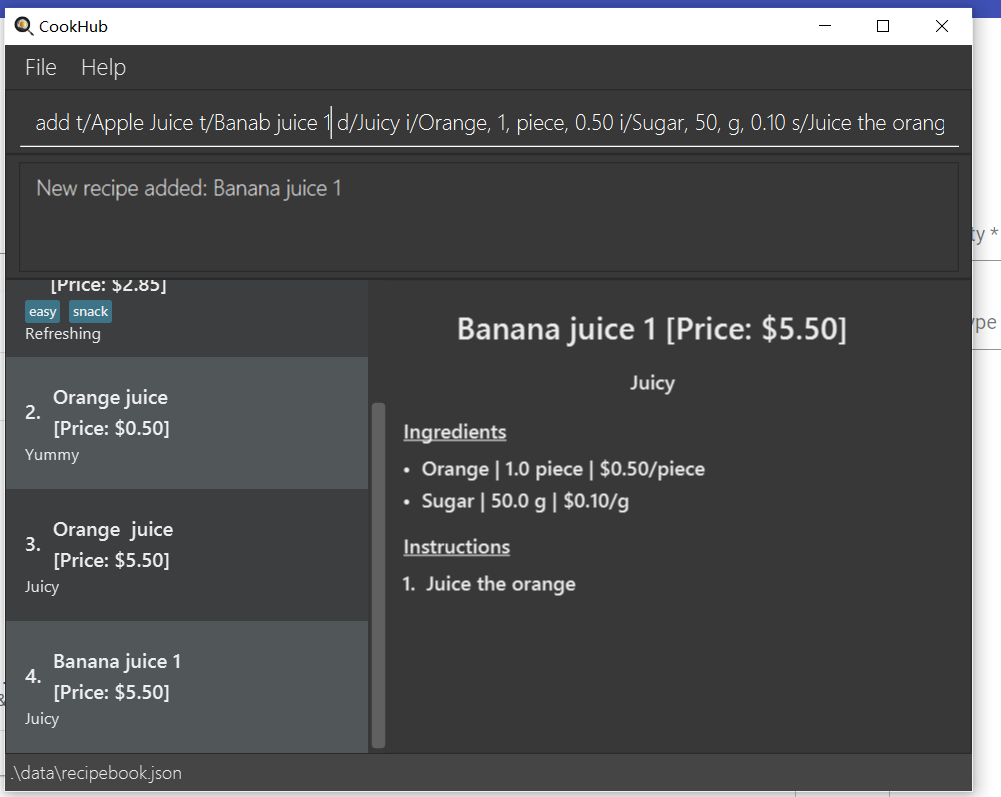 CookHub
File Help
add t/Apple Juice t/Banab juice 1 d/Juicy i/Orange, 1, piece, 0.50 i/Sugar, 50, g, 0.10 s/Juice the orang
New recipe added: Banana juice 1
ty *
ype
[Price: $2.85]
easy snack
Refreshing
2. Orange juice
[Price: $0.50]
Yummy
3. Orange  juice
[Price: $5.50]
Juicy
4. Banana juice 1
[Price: $5.50]
Juicy
Banana juice 1 [Price: $5.50]
Juicy
Ingredients
• Orange | 1.0 piece | $0.50/piece
• Sugar | 50.0 g | $0.10/g
Instructions
1. Juice the orange
.\data\recipebook.json